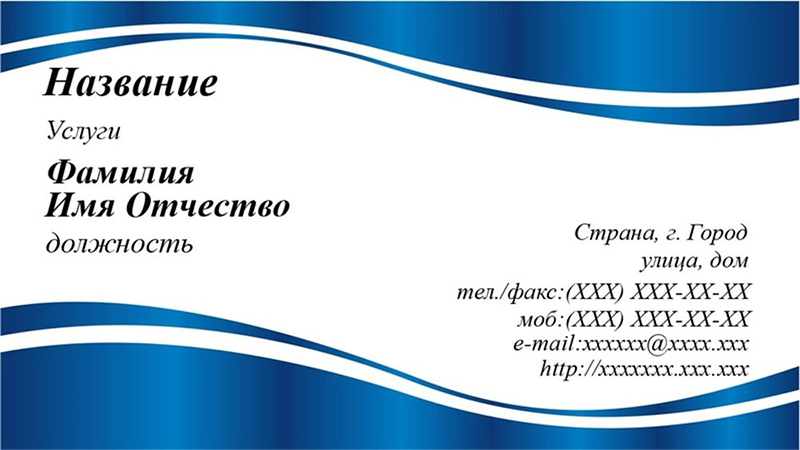 Название
Услуги
Фамилия
Имя Отчество
должность
Страна, г. Город
улица, дом
тел./факс:(XXX) XXX-XX-XX
моб:(XXX) XXX-XX-XX
e-mail:xxxxxx@xxxx.xxx
http://xxxxxxx.xxx.xxx